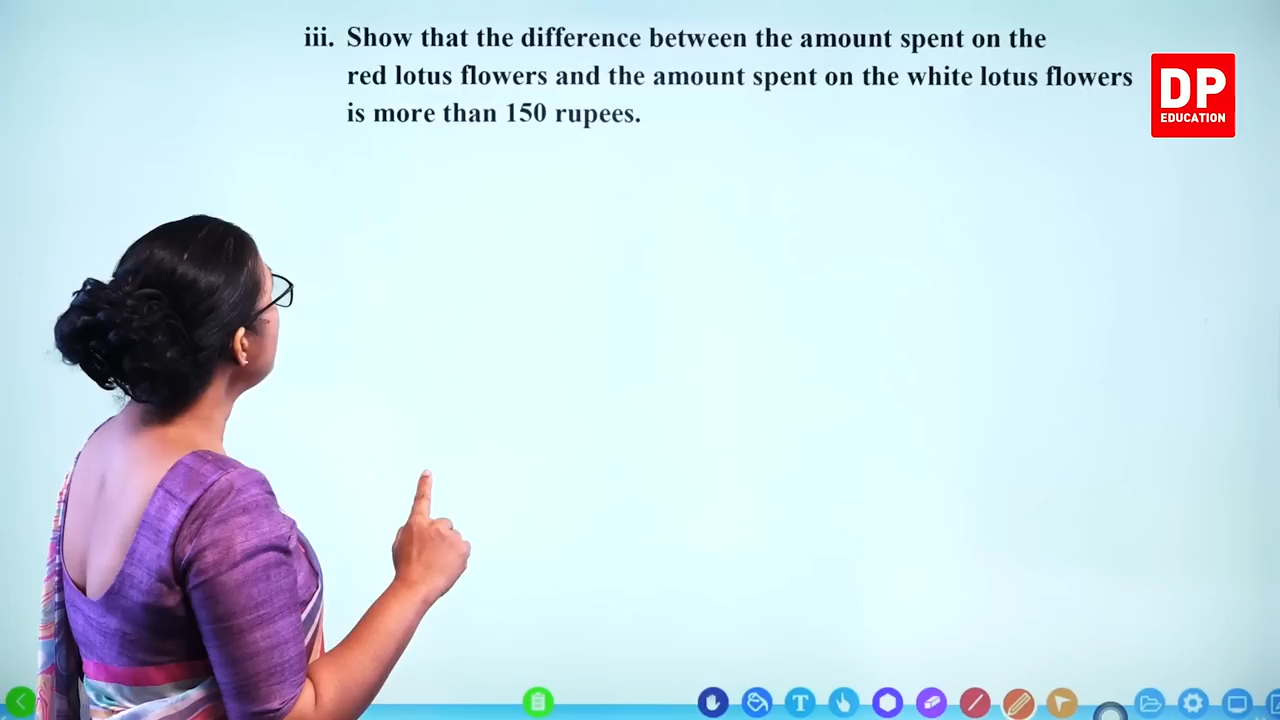 iii. Show that the difference between the amount spent on the
red lotus flowers and the amount spent on the white lotus flowers
is more than 150 rupees.
DP
EDUCATION
T